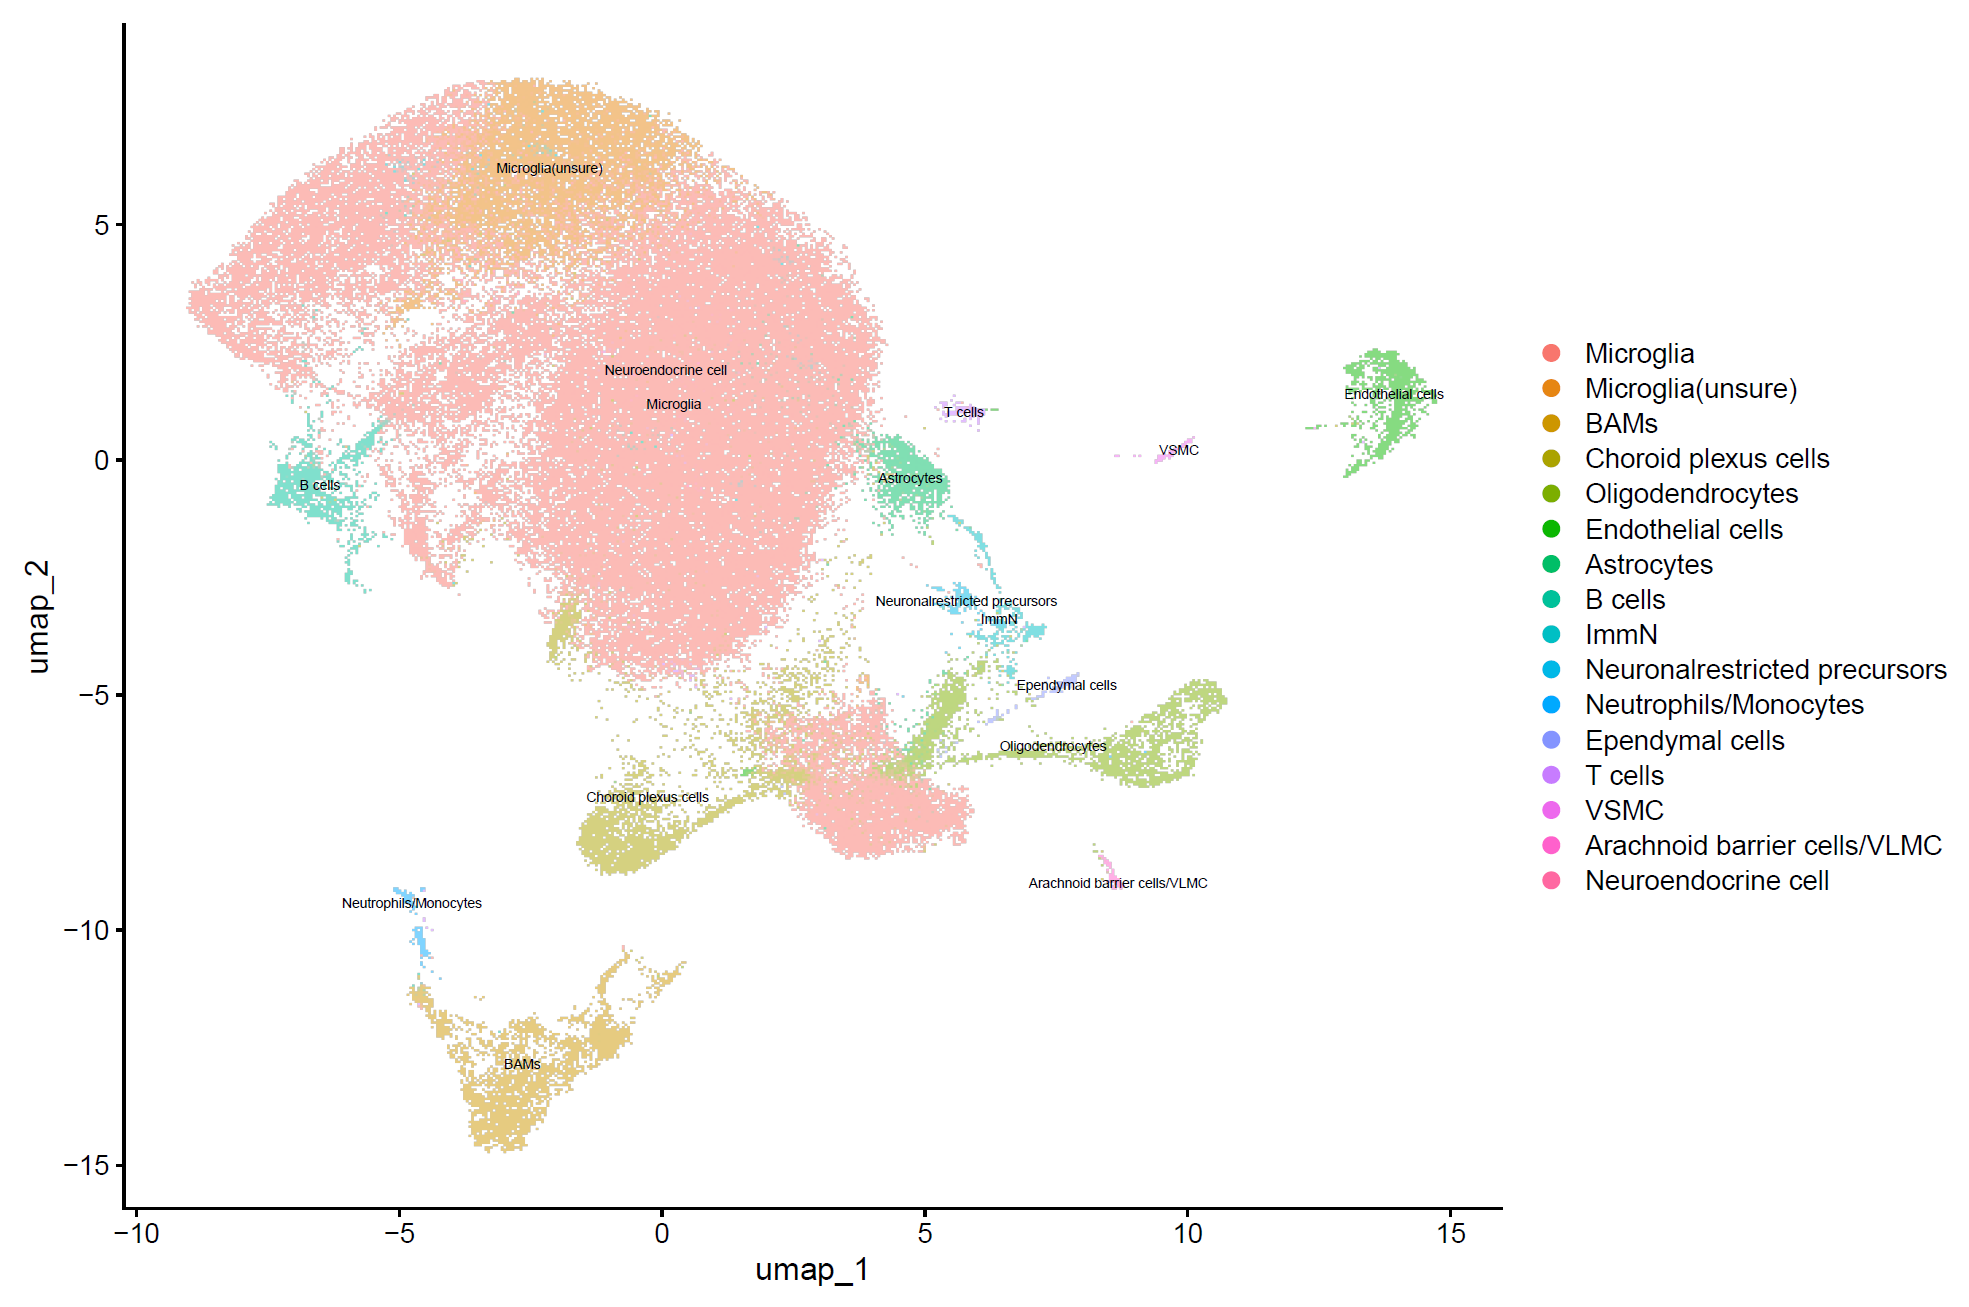 Microglia(unsure)
5
Neuroendocrine cell
Microglia
T cells
Endothelial cells
VSMC
0
Astrocytes
B cells
Neuronalrestricted precursors
ImmN
Ependymal cells
−5
Oligodendrocytes
Choroid plexus cells
Arachnoid barrier cells/VLMC
Neutrophils/Monocytes
−10
BAMs
−15
umap_2
−10 −5 0 5 10 15
umap_1
Microglia
Microglia(unsure)
BAMs
Choroid plexus cells
Oligodendrocytes
Endothelial cells
Astrocytes
B cells
ImmN
Neuronalrestricted precursors
Neutrophils/Monocytes
Ependymal cells
T cells
VSMC
Arachnoid barrier cells/VLMC
Neuroendocrine cell